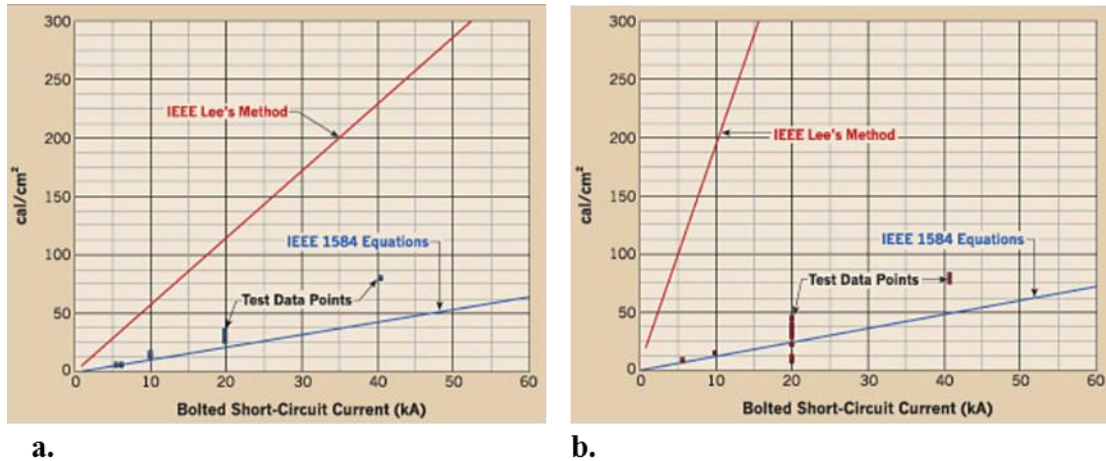 300
250
200
150
100
50
0
cal/cm²
IEEE Lee's Method
IEEE 1584 Equations
Test Data Points
0 10 20 30 40 50 60
Bolted Short-Circuit Current (kA)
a.
300
250
200
150
100
50
0
cal/cm²
IEEE Lee's Method
IEEE 1584 Equations
Test Data Points
0 10 20 30 40 50 60
Bolted Short-Circuit Current (kA)
b.